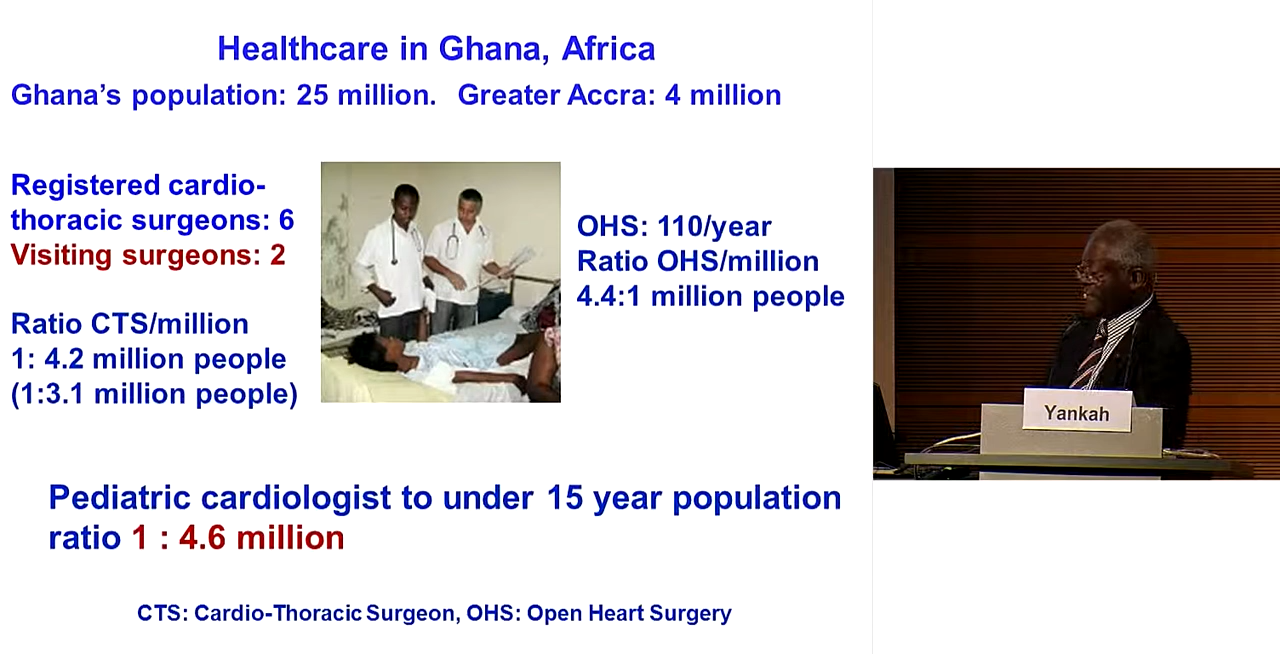 Healthcare in Ghana, Africa
Ghana’s population: 25 million. Greater Accra: 4 million
Registered cardio-
thoracic surgeons: 6
Visiting surgeons: 2
Ratio CTS/million
1: 4.2 million people
(1:3.1 million people)
OHS: 110/year
Ratio OHS/million
4.4:1 million people
Pediatric cardiologist to under 15 year population
ratio 1 : 4.6 million
CTS: Cardio-Thoracic Surgeon, OHS: Open Heart Surgery
Yankah